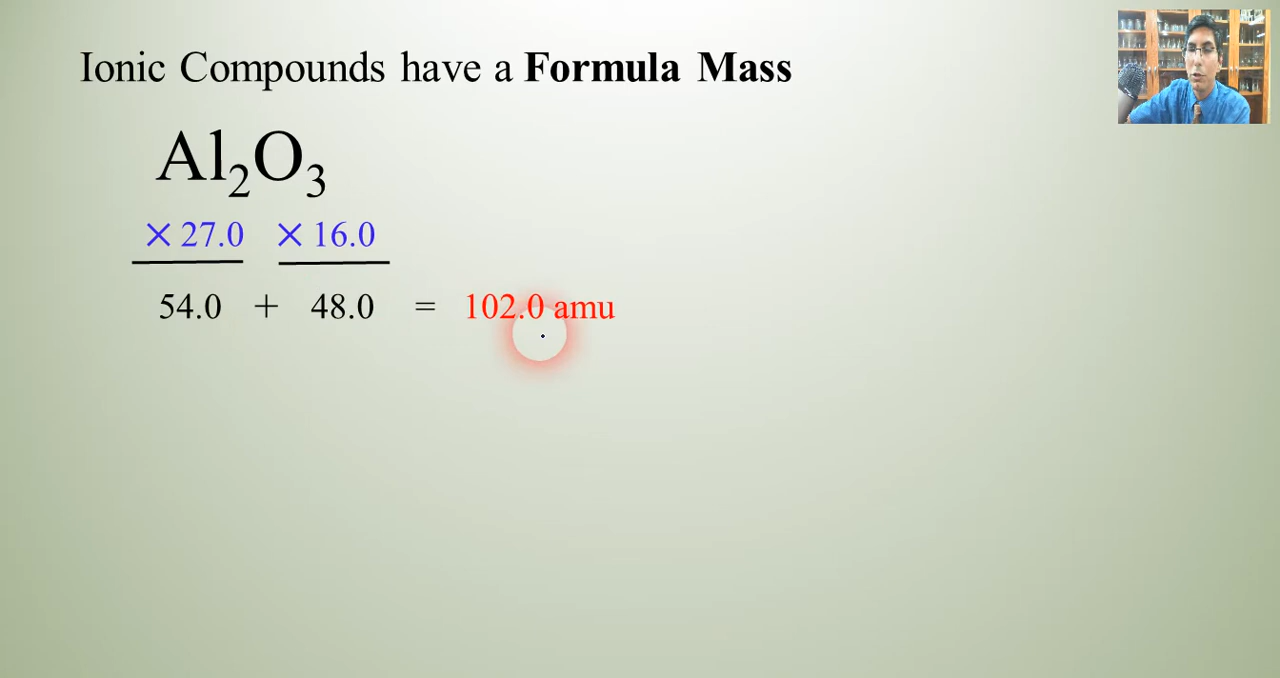 Ionic Compounds have a Formula Mass
Al₂O₃
× 27.0 × 16.0
54.0 + 48.0 = 102.0 amu